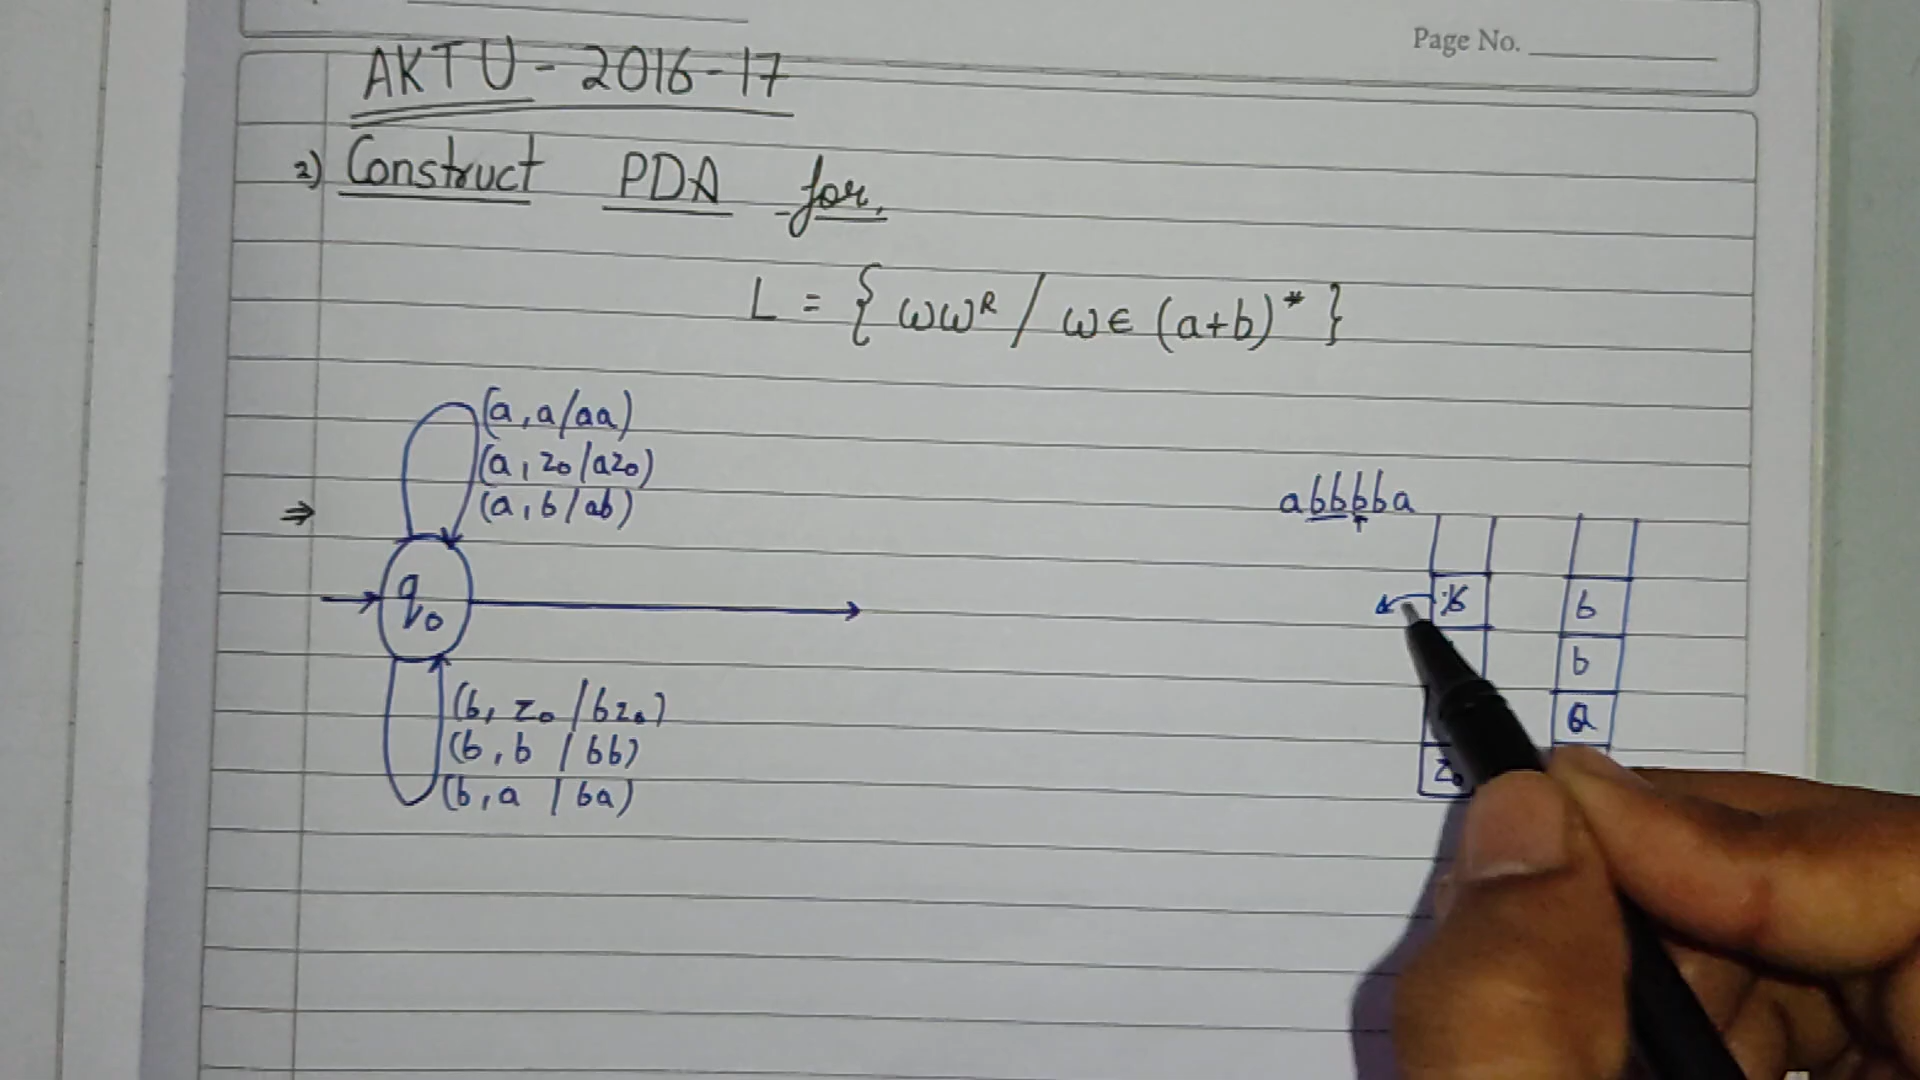 Page No.
AKTU - 2016-17
2) Construct PDA for,
L = { ωω^R / ω ∈ (a+b)* }
(a, a/aa)
(a, z₀/az₀)
(a, b/ab)
⇒
q₀
(b, z₀/bz₀)
(b, b/bb)
(b, a/ba)
abbbba
b
z₀
b
b
a